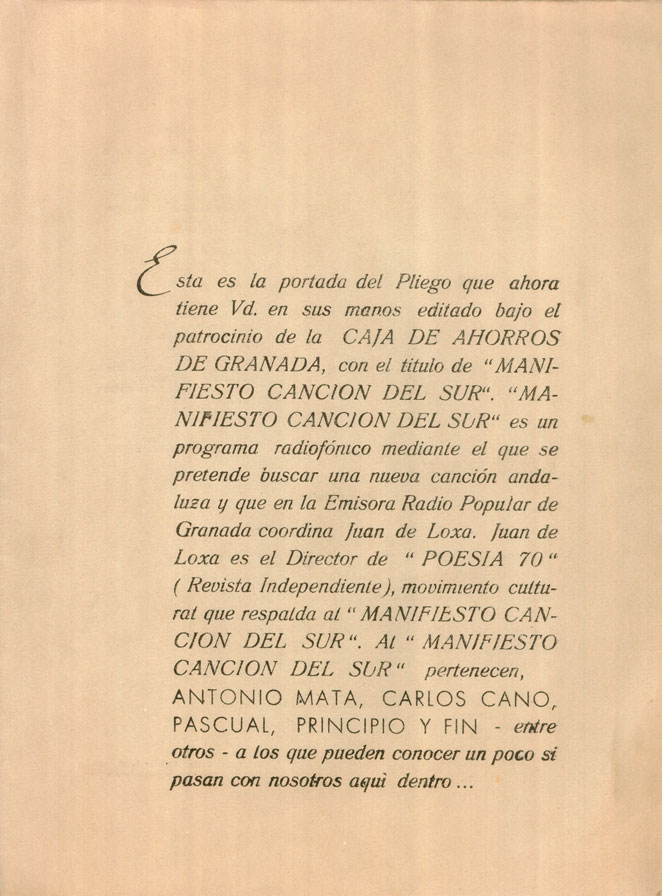 Esta es la portada del Pliego que ahora
tiene Vd. en sus manos editado bajo el
patrocinio de la CAJA DE AHORROS
DE GRANADA, con el titulo de "MANI-
FIESTO CANCION DEL SUR". "MA-
NIFIESTO CANCION DEL SUR" es un
programa radiofónico mediante el que se
pretende buscar una nueva canción anda-
luza y que en la Emisora Radio Popular de
Granada coordina Juan de Loxa. Juan de
Loxa es el Director de " POESIA 70 "
( Revista Independiente), movimiento cultu-
ral que respalda al " MANIFIESTO CAN-
CION DEL SUR". Al " MANIFIESTO
CANCION DEL SUR" pertenecen,
ANTONIO MATA, CARLOS CANO,
PASCUAL, PRINCIPIO Y FIN - entre
otros - a los que pueden conocer un poco si
pasan con nosotros aquì dentro ...